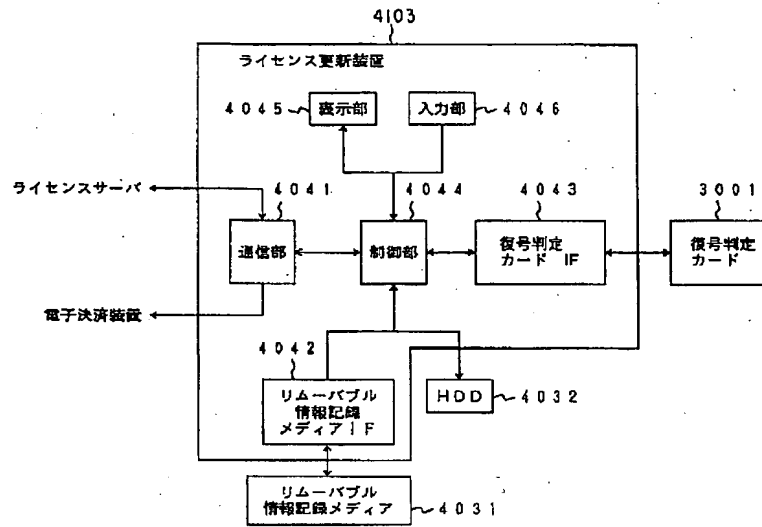 4103
ライセンス更新装置
4045 表示部
入力部 4046
ライセンスサーバ
4041
4044
4043
3001
通信部
制御部
復号判定
カード IF
復号判定
カード
電子決済装置
4042
リムーバブル
情報記録
メディアIF
HDD 4032
リムーバブル
情報記録メディア 4031